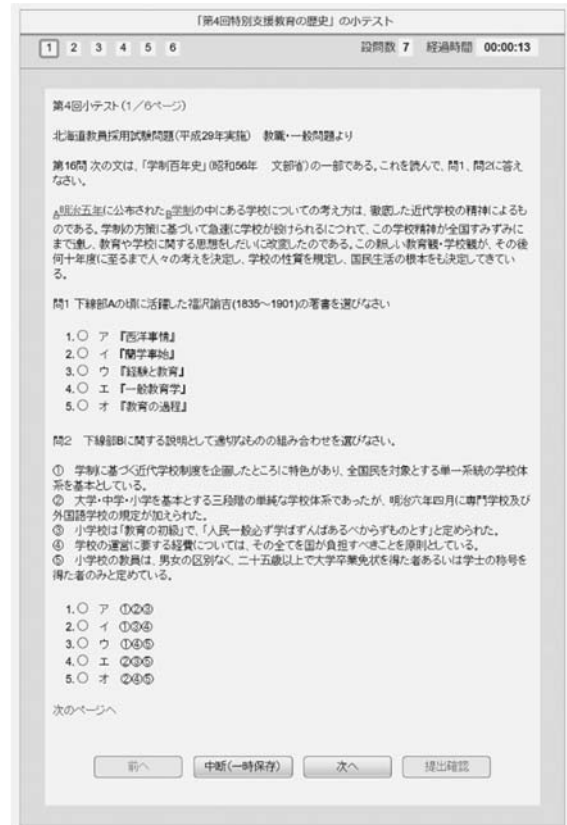 「第4回特別支援教育の歴史」の小テスト
1 2 3 4 5 6 設問数 7 経過時間 00:00:13
第4回小テスト(1/6ページ)
北海道教員採用試験問題(平成29年実施) 教職・一般問題より
第16問 次の文は、「学制百年史」(昭和56年 文部省)の一部である。これを読んで、問1、問2に答え
なさい。
A明治五年に公布されたB学制の中にある学校についての考え方は、徹底した近代学校の精神によるも
のである。学制の方策に基づいて急速に学校が設けられるにつれて、この学校精神が全国すみずみに
まで達し、教育や学校に関する思想をしだいに改変したのである。この新しい教育観・学校観が、その後
何十年度に至るまで人々の考えを決定し、学校の性質を規定し、国民生活の根本をも決定してきてい
る。
問1 下線部Aの頃に活躍した福沢諭吉(1835~1901)の著書を選びなさい
1.○ ア 『西洋事情』
2.○ イ 『蘭学事始』
3.○ ウ 『経験と教育』
4.○ エ 『一般教育学』
5.○ オ 『教育の過程』
問2 下線部Bに関する説明として適切なものの組み合わせを選びなさい。
① 学制に基づく近代学校制度を企画したところに特色があり、全国民を対象とする単一系統の学校体
系を基本としている。
② 大学・中学・小学を基本とする三段階の単純な学校体系であったが、明治六年四月に専門学校及び
外国語学校の規定が加えられた。
③ 小学校は「教育の初級」で、「人民一般必ず学ばずんばあるべからずものとす」と定められた。
④ 学校の運営に要する経費については、その全てを国が負担すべきことを原則としている。
⑤ 小学校の教員は、男女の区別なく、二十五歳以上で大学卒業免状を得た者あるいは学士の称号を
得た者のみと定めている。
1.○ ア ①②③
2.○ イ ①③④
3.○ ウ ①④⑤
4.○ エ ②③⑤
5.○ オ ②④⑤
次のページへ
前へ 中断(一時保存) 次へ 提出確認